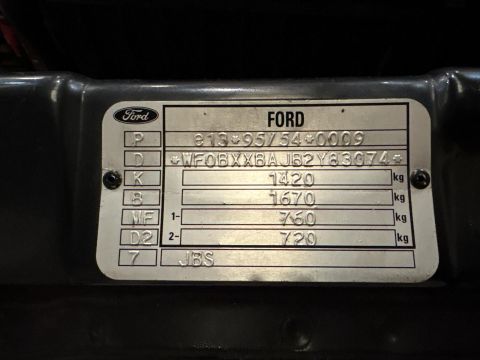 Ford
FORD
P 813*95/54*0009
D *WF0BXXBAJB2Y83074*
K 1420 kg
B 1670 kg
WF 1- 760 kg
D2 2- 720 kg
7 JBS